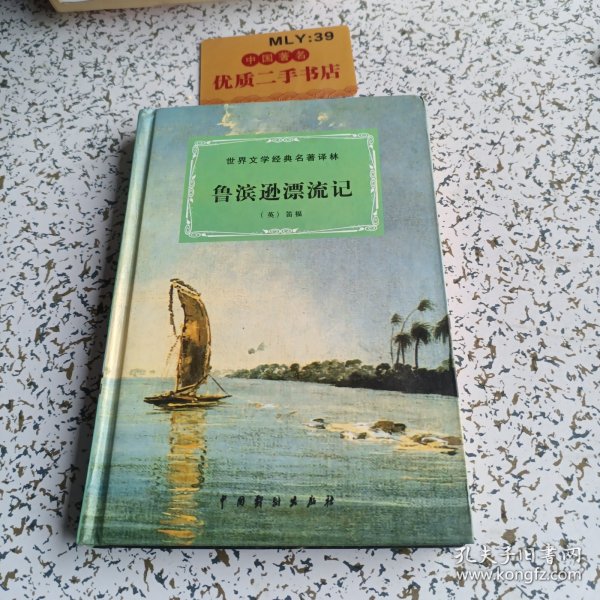 MLY:39
中国著名
优质二手书店
世界文学经典名著译林
鲁滨逊漂流记
（英）笛福
中国戏剧出版社
孔夫子旧书网
www.kongfz.com